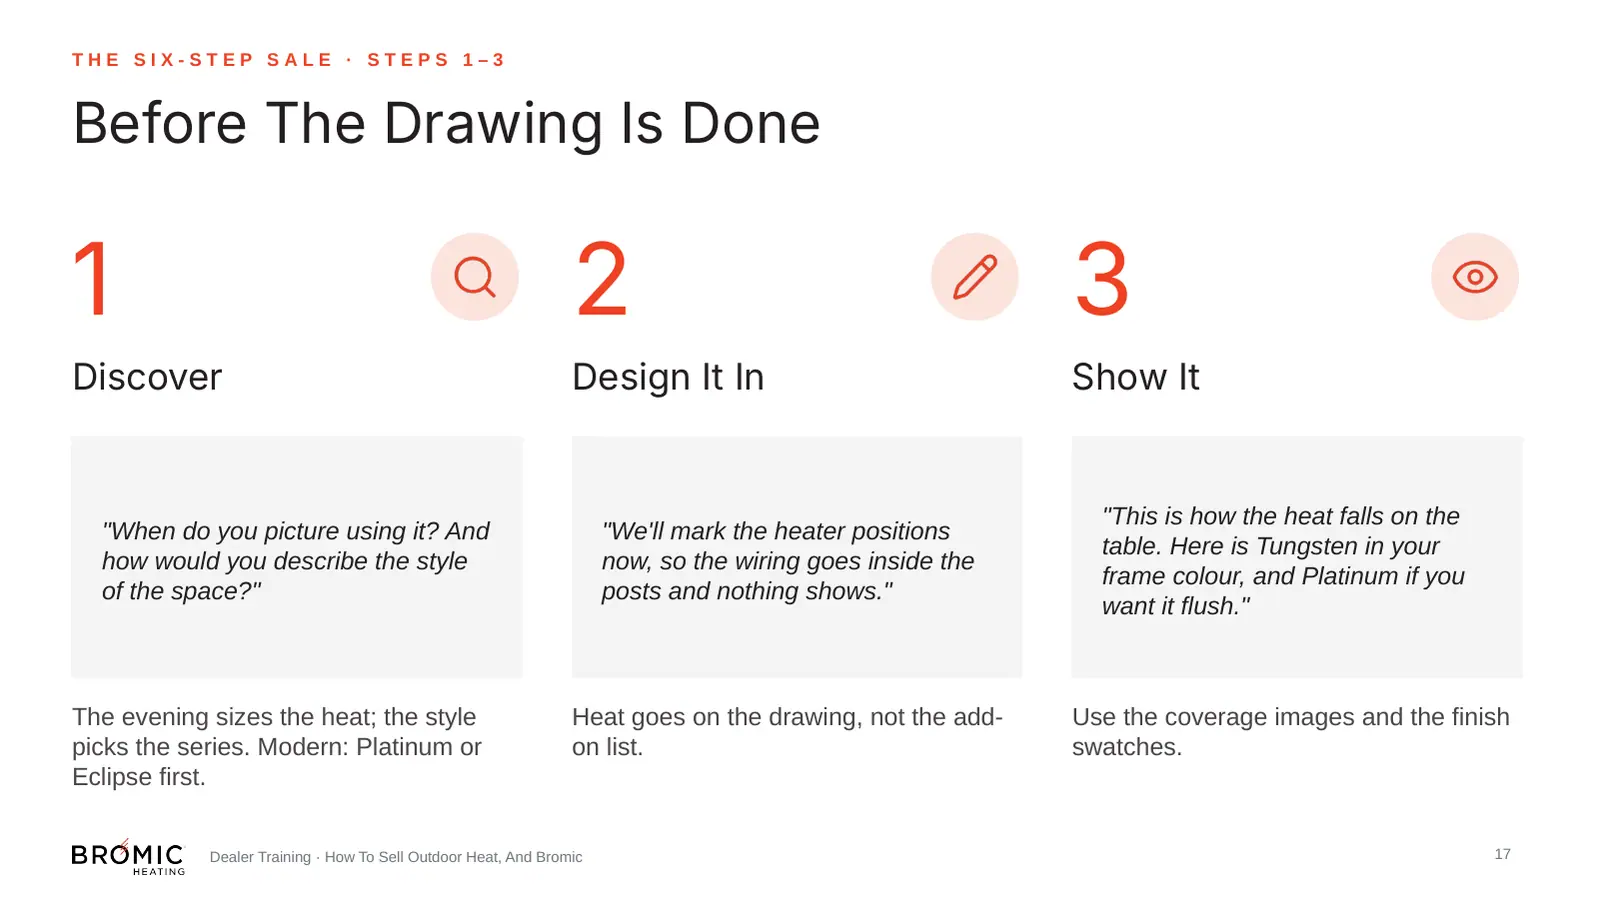 THE SIX-STEP SALE · STEPS 1–3
Before The Drawing Is Done
1
Discover
"When do you picture using it? And
how would you describe the style
of the space?"
The evening sizes the heat; the style
picks the series. Modern: Platinum or
Eclipse first.
2
Design It In
"We'll mark the heater positions
now, so the wiring goes inside the
posts and nothing shows."
Heat goes on the drawing, not the add-
on list.
3
Show It
"This is how the heat falls on the
table. Here is Tungsten in your
frame colour, and Platinum if you
want it flush."
Use the coverage images and the finish
swatches.
BROMIC
HEATING
Dealer Training · How To Sell Outdoor Heat, And Bromic
17